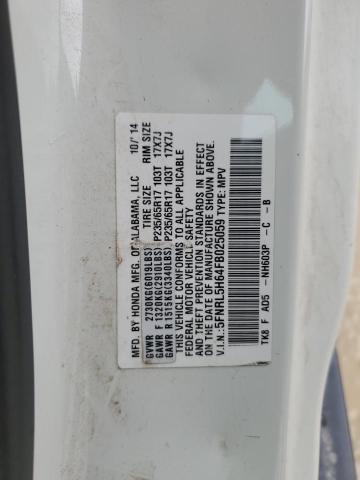 MFD. BY HONDA MFG. OF ALABAMA, LLC 10/ 14
TIRE SIZE RIM SIZE
GVWR 2730KG(6019LBS)
GAWR F 1320KG(2910LBS) P235/65R17 103T 17X7J
GAWR R 1515KG(3340LBS) P235/65R17 103T 17X7J
THIS VEHICLE CONFORMS TO ALL APPLICABLE
FEDERAL MOTOR VEHICLE SAFETY STANDARDS AND
THEFT PREVENTION STANDARDS IN EFFECT
ON THE DATE OF MANUFACTURE SHOWN ABOVE.
V.I.N.:5FNRL5H64FB025059 TYPE: MPV
TK8 F AD5 -NH603P -C -B